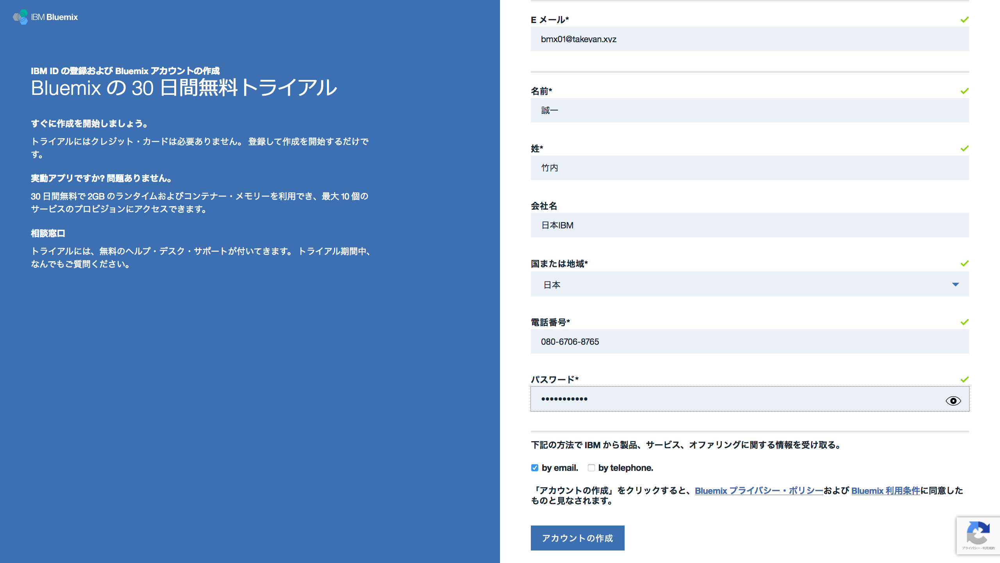 IBM Bluemix
IBM ID の登録および Bluemix アカウントの作成
Bluemix の 30 日間無料トライアル
すぐに作成を開始しましょう。
トライアルにはクレジット・カードは必要ありません。 登録して作成を開始するだけで
す。
実動アプリですか? 問題ありません。
30 日間無料で 2GB のランタイムおよびコンテナー・メモリーを利用でき、最大 10 個の
サービスのプロビジョンにアクセスできます。
相談窓口
トライアルには、無料のヘルプ・デスク・サポートが付いてきます。 トライアル期間中、
なんでもご質問ください。
E メール*
bmx01@takeyan.xyz
名前*
誠一
姓*
竹内
会社名
日本IBM
国または地域*
日本
電話番号*
080-6706-8765
パスワード*
•••••••••••
下記の方法で IBM から製品、サービス、オファリングに関する情報を受け取る。
by email. by telephone.
「アカウントの作成」をクリックすると、Bluemix プライバシー・ポリシーおよび Bluemix 利用条件に同意した
ものと見なされます。
アカウントの作成
プライバシー - 利用規約